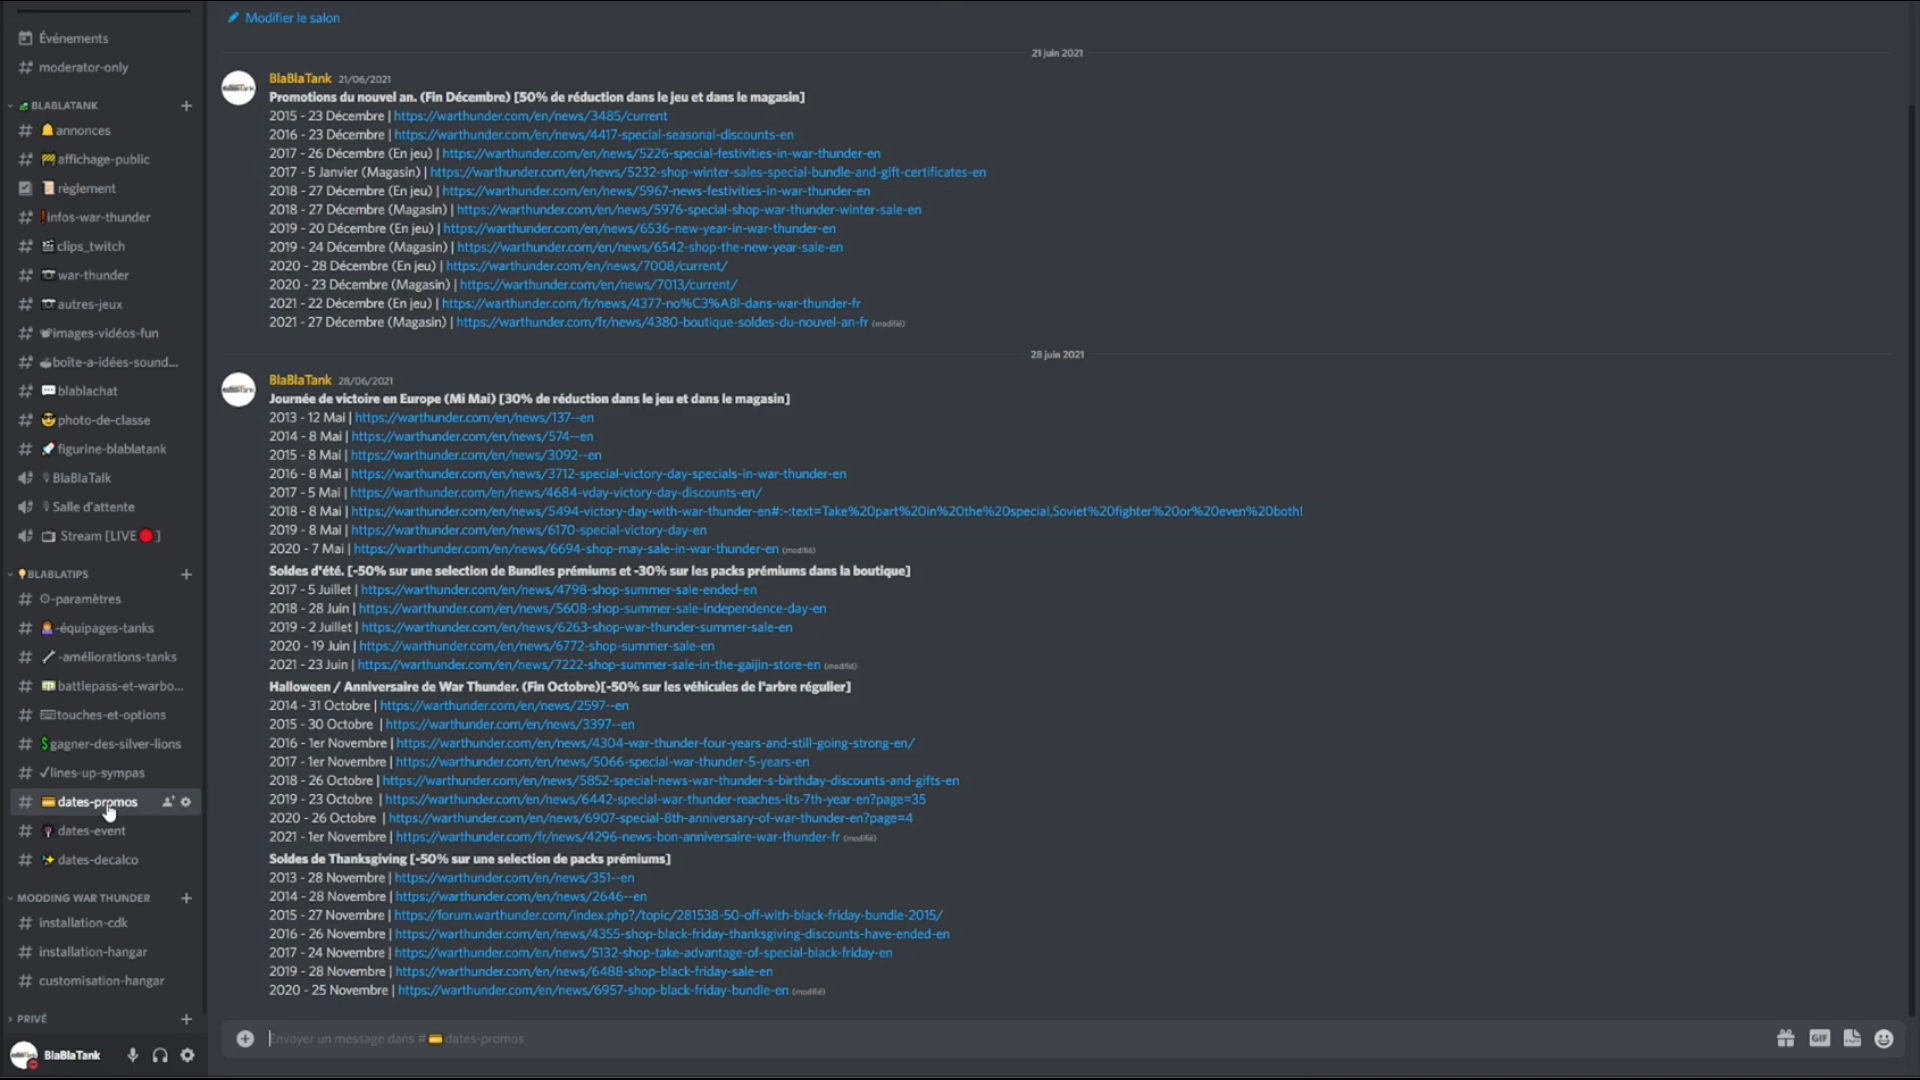 Événements
moderator-only
BLABLATANK
annonces
affichage-public
règlement
infos-war-thunder
clips_twitch
war-thunder
autres-jeux
images-vidéos-fun
boîte-a-idées-sound...
blablachat
photo-de-classe
figurine-blablatank
BlaBlaTalk
Salle d'attente
Stream [LIVE🔴]
BLABLATIPS
-paramètres
-équipages-tanks
-améliorations-tanks
battlepass-et-warbo...
touches-et-options
gagner-des-silver-lions
lines-up-sympas
dates-promos
dates-event
dates-decalco
MODDING WAR THUNDER
installation-cdk
installation-hangar
customisation-hangar
PRIVÉ
BlaBlaTank
Modifier le salon
21 juin 2021
BlaBlaTank 21/06/2021
Promotions du nouvel an. (Fin Décembre) [50% de réduction dans le jeu et dans le magasin]
2015 - 23 Décembre | https://warthunder.com/en/news/3485/current
2016 - 23 Décembre | https://warthunder.com/en/news/4417-special-seasonal-discounts-en
2017 - 26 Décembre (En jeu) | https://warthunder.com/en/news/5226-special-festivities-in-war-thunder-en
2017 - 5 Janvier (Magasin) | https://warthunder.com/en/news/5232-shop-winter-sales-special-bundle-and-gift-certificates-en
2018 - 27 Décembre (En jeu) | https://warthunder.com/en/news/5967-news-festivities-in-war-thunder-en
2018 - 27 Décembre (Magasin) | https://warthunder.com/en/news/5976-special-shop-war-thunder-winter-sale-en
2019 - 20 Décembre (En jeu) | https://warthunder.com/en/news/6536-new-year-in-war-thunder-en
2019 - 24 Décembre (Magasin) | https://warthunder.com/en/news/6542-shop-the-new-year-sale-en
2020 - 28 Décembre (En jeu) | https://warthunder.com/en/news/7008/current/
2020 - 23 Décembre (Magasin) | https://warthunder.com/en/news/7013/current/
2021 - 22 Décembre (En jeu) | https://warthunder.com/fr/news/4377-no%C3%ABl-dans-war-thunder-fr
2021 - 27 Décembre (Magasin) | https://warthunder.com/fr/news/4380-boutique-soldes-du-nouvel-an-fr (modifié)
28 juin 2021
BlaBlaTank 28/06/2021
Journée de victoire en Europe (Mi Mai) [30% de réduction dans le jeu et dans le magasin]
2013 - 12 Mai | https://warthunder.com/en/news/137--en
2014 - 8 Mai | https://warthunder.com/en/news/574--en
2015 - 8 Mai | https://warthunder.com/en/news/3092--en
2016 - 8 Mai | https://warthunder.com/en/news/3712-special-victory-day-specials-in-war-thunder-en
2017 - 5 Mai | https://warthunder.com/en/news/4684-vday-victory-day-discounts-en/
2018 - 8 Mai | https://warthunder.com/en/news/5494-victory-day-with-war-thunder-en#:~:text=Take%20part%20in%20the%20special,Soviet%20fighter%20or%20even%20both!
2019 - 8 Mai | https://warthunder.com/en/news/6170-special-victory-day-en
2020 - 7 Mai | https://warthunder.com/en/news/6694-shop-may-sale-in-war-thunder-en (modifié)
Soldes d'été. [-50% sur une selection de Bundles prémiums et -30% sur les packs prémiums dans la boutique]
2017 - 5 Juillet | https://warthunder.com/en/news/4798-shop-summer-sale-ended-en
2018 - 28 Juin | https://warthunder.com/en/news/5608-shop-summer-sale-independence-day-en
2019 - 2 Juillet | https://warthunder.com/en/news/6263-shop-war-thunder-summer-sale-en
2020 - 19 Juin | https://warthunder.com/en/news/6772-shop-summer-sale-en
2021 - 23 Juin | https://warthunder.com/en/news/7222-shop-summer-sale-in-the-gaijin-store-en (modifié)
Halloween / Anniversaire de War Thunder. (Fin Octobre)[-50% sur les véhicules de l'arbre régulier]
2014 - 31 Octobre | https://warthunder.com/en/news/2597--en
2015 - 30 Octobre | https://warthunder.com/en/news/3397--en
2016 - 1er Novembre | https://warthunder.com/en/news/4304-war-thunder-four-years-and-still-going-strong-en/
2017 - 1er Novembre | https://warthunder.com/en/news/5066-special-war-thunder-5-years-en
2018 - 26 Octobre | https://warthunder.com/en/news/5852-special-news-war-thunder-s-birthday-discounts-and-gifts-en
2019 - 23 Octobre | https://warthunder.com/en/news/6442-special-war-thunder-reaches-its-7th-year-en?page=35
2020 - 26 Octobre | https://warthunder.com/en/news/6907-special-8th-anniversary-of-war-thunder-en?page=4
2021 - 1er Novembre | https://warthunder.com/fr/news/4296-news-bon-anniversaire-war-thunder-fr (modifié)
Soldes de Thanksgiving [-50% sur une selection de packs prémiums]
2013 - 28 Novembre | https://warthunder.com/en/news/351--en
2014 - 28 Novembre | https://warthunder.com/en/news/2646--en
2015 - 27 Novembre | https://forum.warthunder.com/index.php?/topic/281538-50-off-with-black-friday-bundle-2015/
2016 - 26 Novembre | https://warthunder.com/en/news/4355-shop-black-friday-thanksgiving-discounts-have-ended-en
2017 - 24 Novembre | https://warthunder.com/en/news/5132-shop-take-advantage-of-special-black-friday-en
2019 - 28 Novembre | https://warthunder.com/en/news/6488-shop-black-friday-sale-en
2020 - 25 Novembre | https://warthunder.com/en/news/6957-shop-black-friday-bundle-en (modifié)
Envoyer un message dans #💳dates-promos
GIF